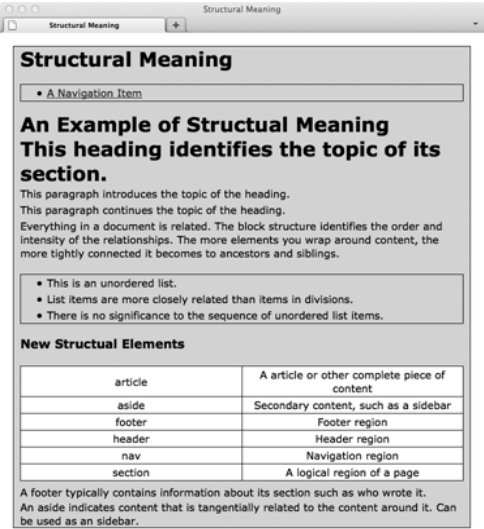 Structural Meaning
Structural Meaning
Structural Meaning
• A Navigation Item
An Example of Structual Meaning
This heading identifies the topic of its
section.
This paragraph introduces the topic of the heading.
This paragraph continues the topic of the heading.
Everything in a document is related. The block structure identifies the order and
intensity of the relationships. The more elements you wrap around content, the
more tightly connected it becomes to ancestors and siblings.
• This is an unordered list.
• List items are more closely related than items in divisions.
• There is no significance to the sequence of unordered list items.
New Structual Elements
article A article or other complete piece of
content
aside Secondary content, such as a sidebar
footer Footer region
header Header region
nav Navigation region
section A logical region of a page
A footer typically contains information about its section such as who wrote it.
An aside indicates content that is tangentially related to the content around it. Can
be used as an sidebar.